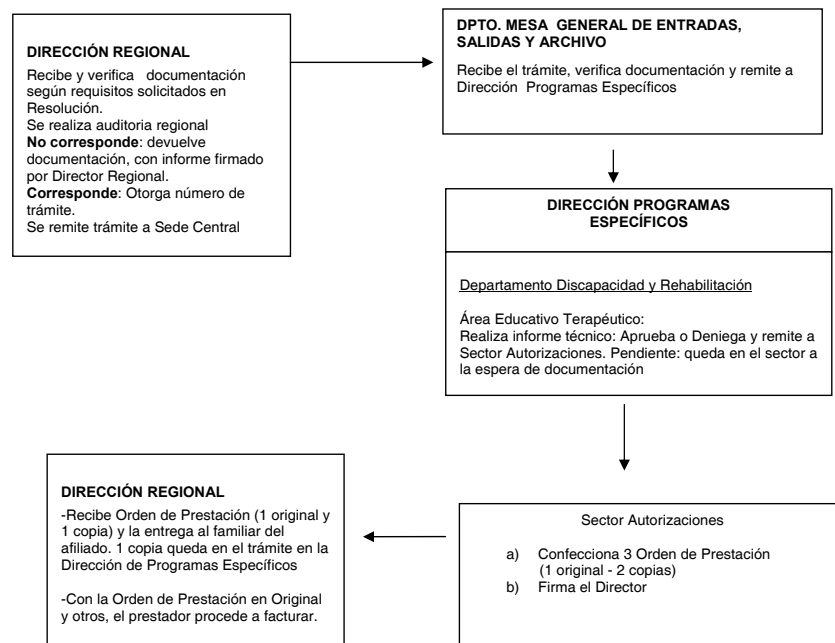 DIRECCIÓN REGIONAL
Recibe y verifica documentación
según requisitos solicitados en
Resolución.
Se realiza auditoria regional
No corresponde: devuelve
documentación, con informe firmado
por Director Regional.
Corresponde: Otorga número de
trámite.
Se remite trámite a Sede Central
DPTO. MESA GENERAL DE ENTRADAS,
SALIDAS Y ARCHIVO
Recibe el trámite, verifica documentación y remite a
Dirección Programas Específicos
DIRECCIÓN PROGRAMAS
ESPECÍFICOS
Departamento Discapacidad y Rehabilitación
Área Educativo Terapéutico:
Realiza informe técnico: Aprueba o Deniega y remite a
Sector Autorizaciones. Pendiente: queda en el sector a
la espera de documentación
Sector Autorizaciones
a) Confecciona 3 Orden de Prestación
(1 original - 2 copias)
b) Firma el Director
DIRECCIÓN REGIONAL
-Recibe Orden de Prestación (1 original y
1 copia) y la entrega al familiar del
afiliado. 1 copia queda en el trámite en la
Dirección de Programas Específicos
-Con la Orden de Prestación en Original
y otros, el prestador procede a facturar.